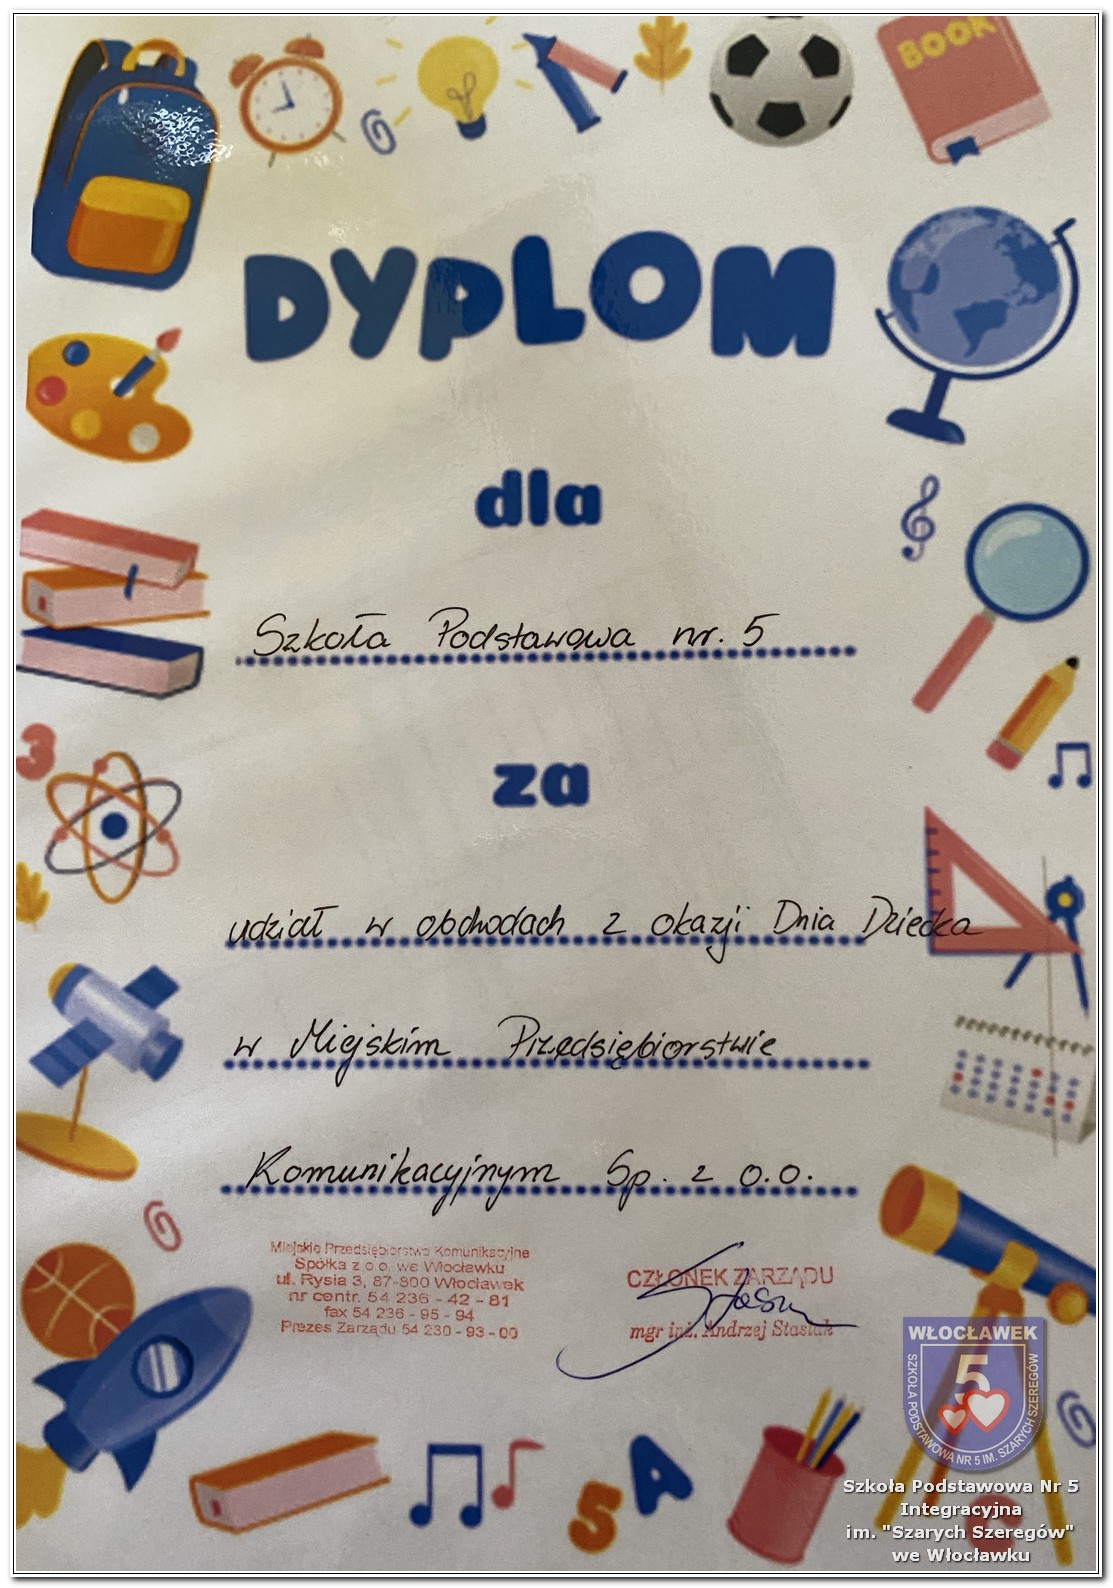 BOOK
DYPLOM
dla
Szkoła Podstawowa nr. 5
za
udział w obchodach z okazji Dnia Dziecka
w Miejskim Przedsiębiorstwie
Komunikacyjnym Sp. z o.o.
Miejskie Przedsiębiorstwo Komunikacyjne
Spółka z o.o. we Włocławku
ul. Rysia 3, 87-800 Włocławek
nr centr. 54 236 - 42 - 81
fax 54 236 - 95 - 94
Prezes Zarządu 54 230 - 93 - 00
CZŁONEK ZARZĄDU
mgr inż. Andrzej Stasiak
3
5 A
WŁOCŁAWEK
5
SZKOŁA PODSTAWOWA NR 5 IM. SZARYCH SZEREGÓW
Szkoła Podstawowa Nr 5
Integracyjna
im. "Szarych Szeregów"
we Włocławku